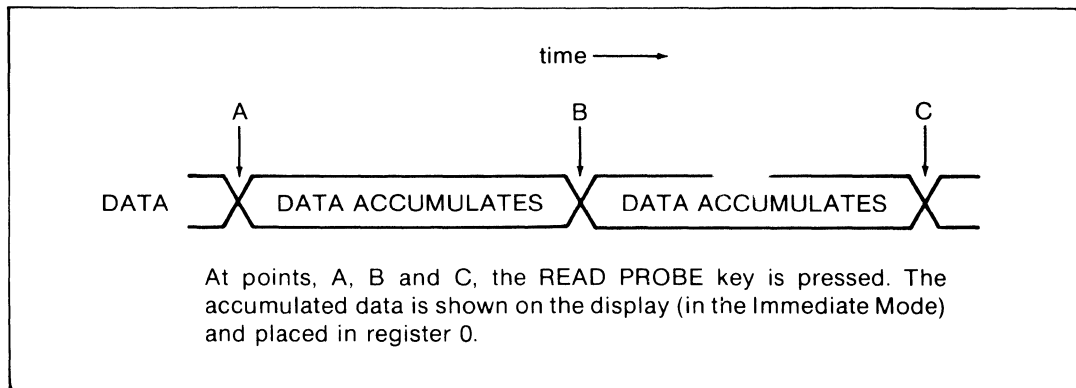 time
A B C
DATA DATA ACCUMULATES DATA ACCUMULATES
At points, A, B and C, the READ PROBE key is pressed. The
accumulated data is shown on the display (in the Immediate Mode)
and placed in register 0.